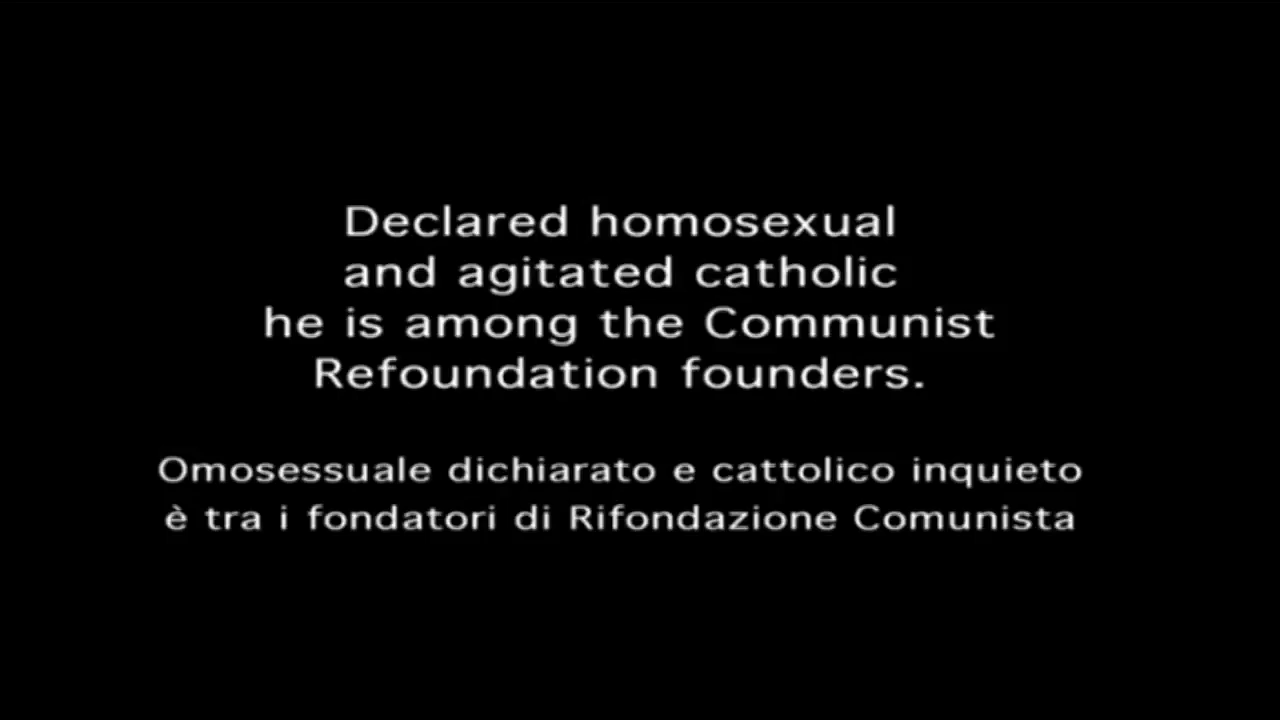 Declared homosexual
and agitated catholic
he is among the Communist
Refoundation founders.
Omosessuale dichiarato e cattolico inquieto
è tra i fondatori di Rifondazione Comunista